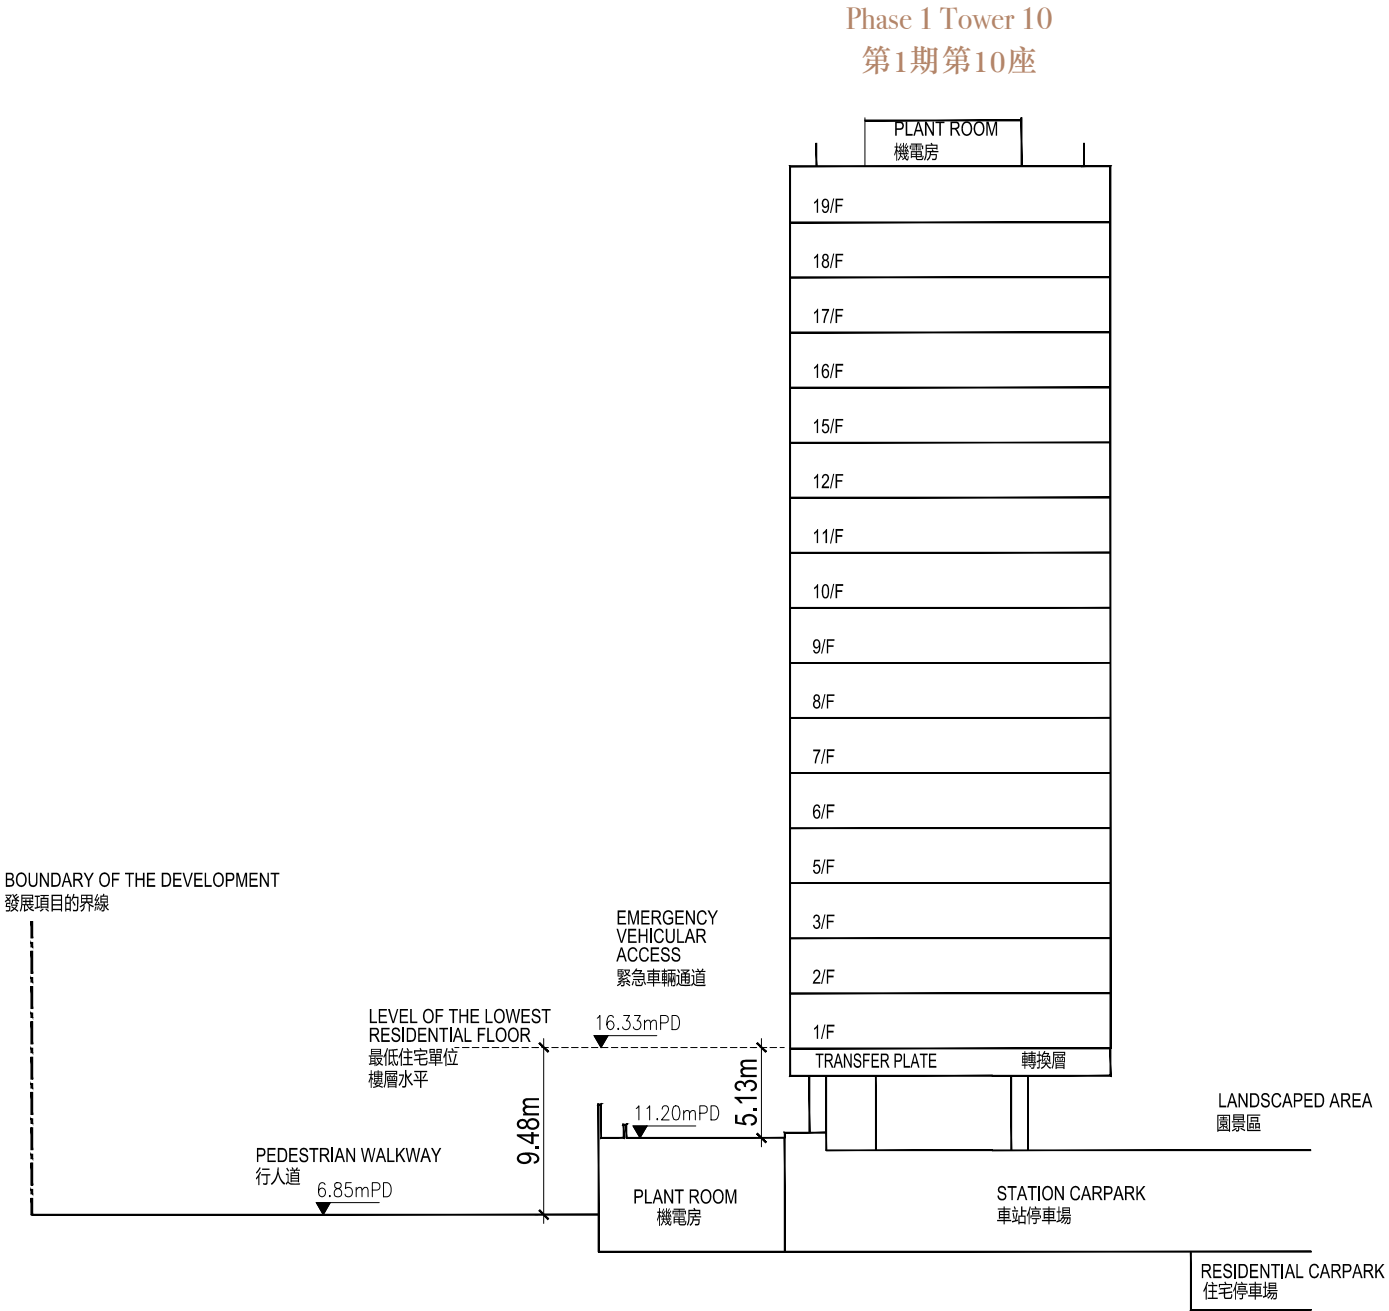 Phase 1 Tower 10
第1期第10座
PLANT ROOM
機電房
19/F
18/F
17/F
16/F
15/F
12/F
11/F
10/F
9/F
8/F
7/F
6/F
5/F
3/F
2/F
1/F
TRANSFER PLATE 轉換層
BOUNDARY OF THE DEVELOPMENT
發展項目的界線
EMERGENCY
VEHICULAR
ACCESS
緊急車輛通道
LEVEL OF THE LOWEST
RESIDENTIAL FLOOR
最低住宅單位
樓層水平
16.33mPD
9.48m
5.13m
11.20mPD
PEDESTRIAN WALKWAY
行人道
6.85mPD
PLANT ROOM
機電房
LANDSCAPED AREA
園景區
STATION CARPARK
車站停車場
RESIDENTIAL CARPARK
住宅停車場